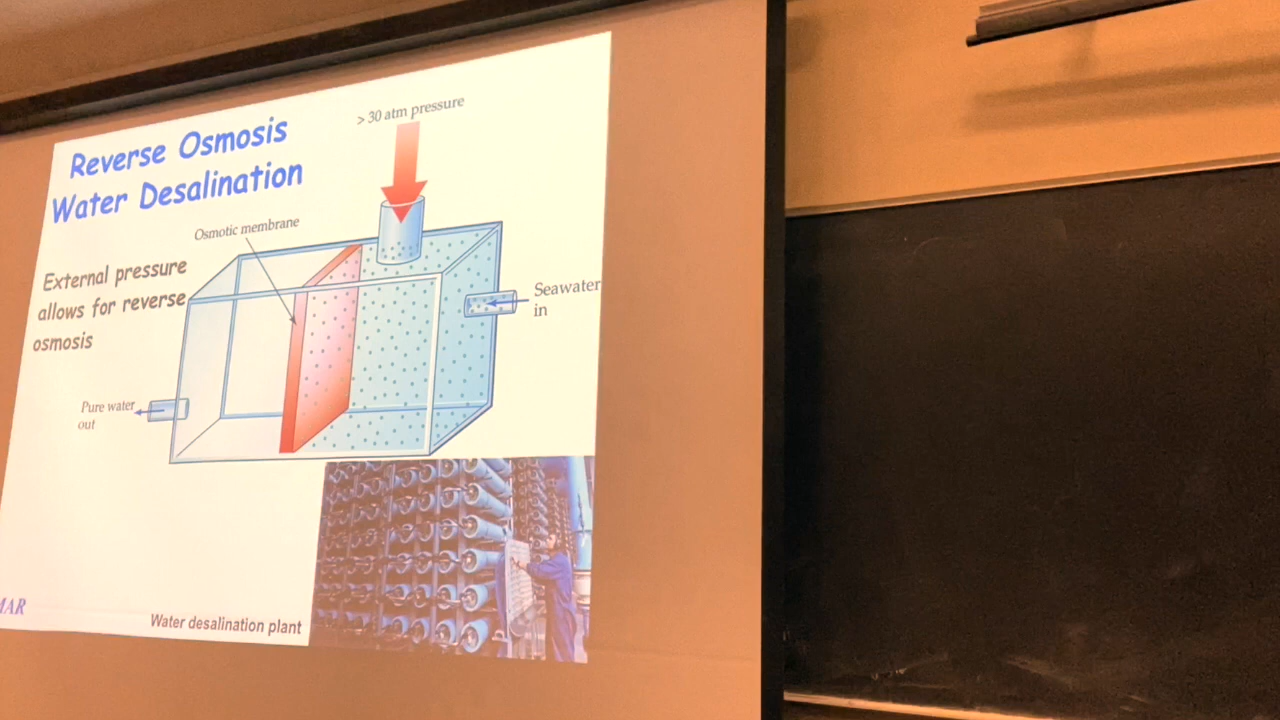 > 30 atm pressure
Reverse Osmosis
Water Desalination
Osmotic membrane
External pressure
allows for reverse
osmosis
Seawater
in
Pure water
out
Water desalination plant